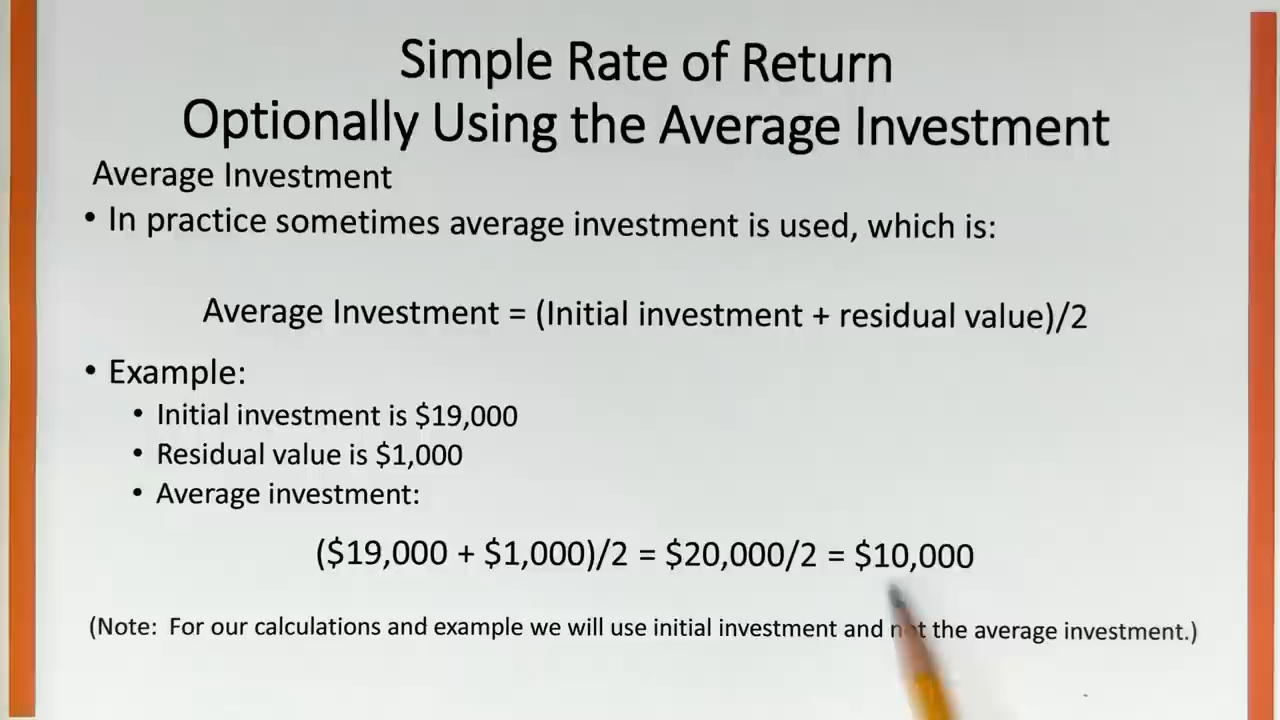 Simple Rate of Return
Optionally Using the Average Investment
Average Investment
• In practice sometimes average investment is used, which is:
Average Investment = (Initial investment + residual value)/2
• Example:
• Initial investment is $19,000
• Residual value is $1,000
• Average investment:
($19,000 + $1,000)/2 = $20,000/2 = $10,000
(Note: For our calculations and example we will use initial investment and not the average investment.)